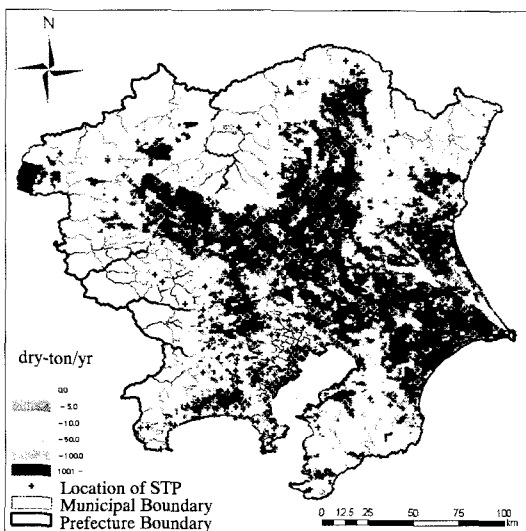 N
dry-ton/yr
0.0
-5.0
-50.0
-100.0
1001 -
Location of STP
Municipal Boundary
Prefecture Boundary
0 12.5 25 50 75 100
km